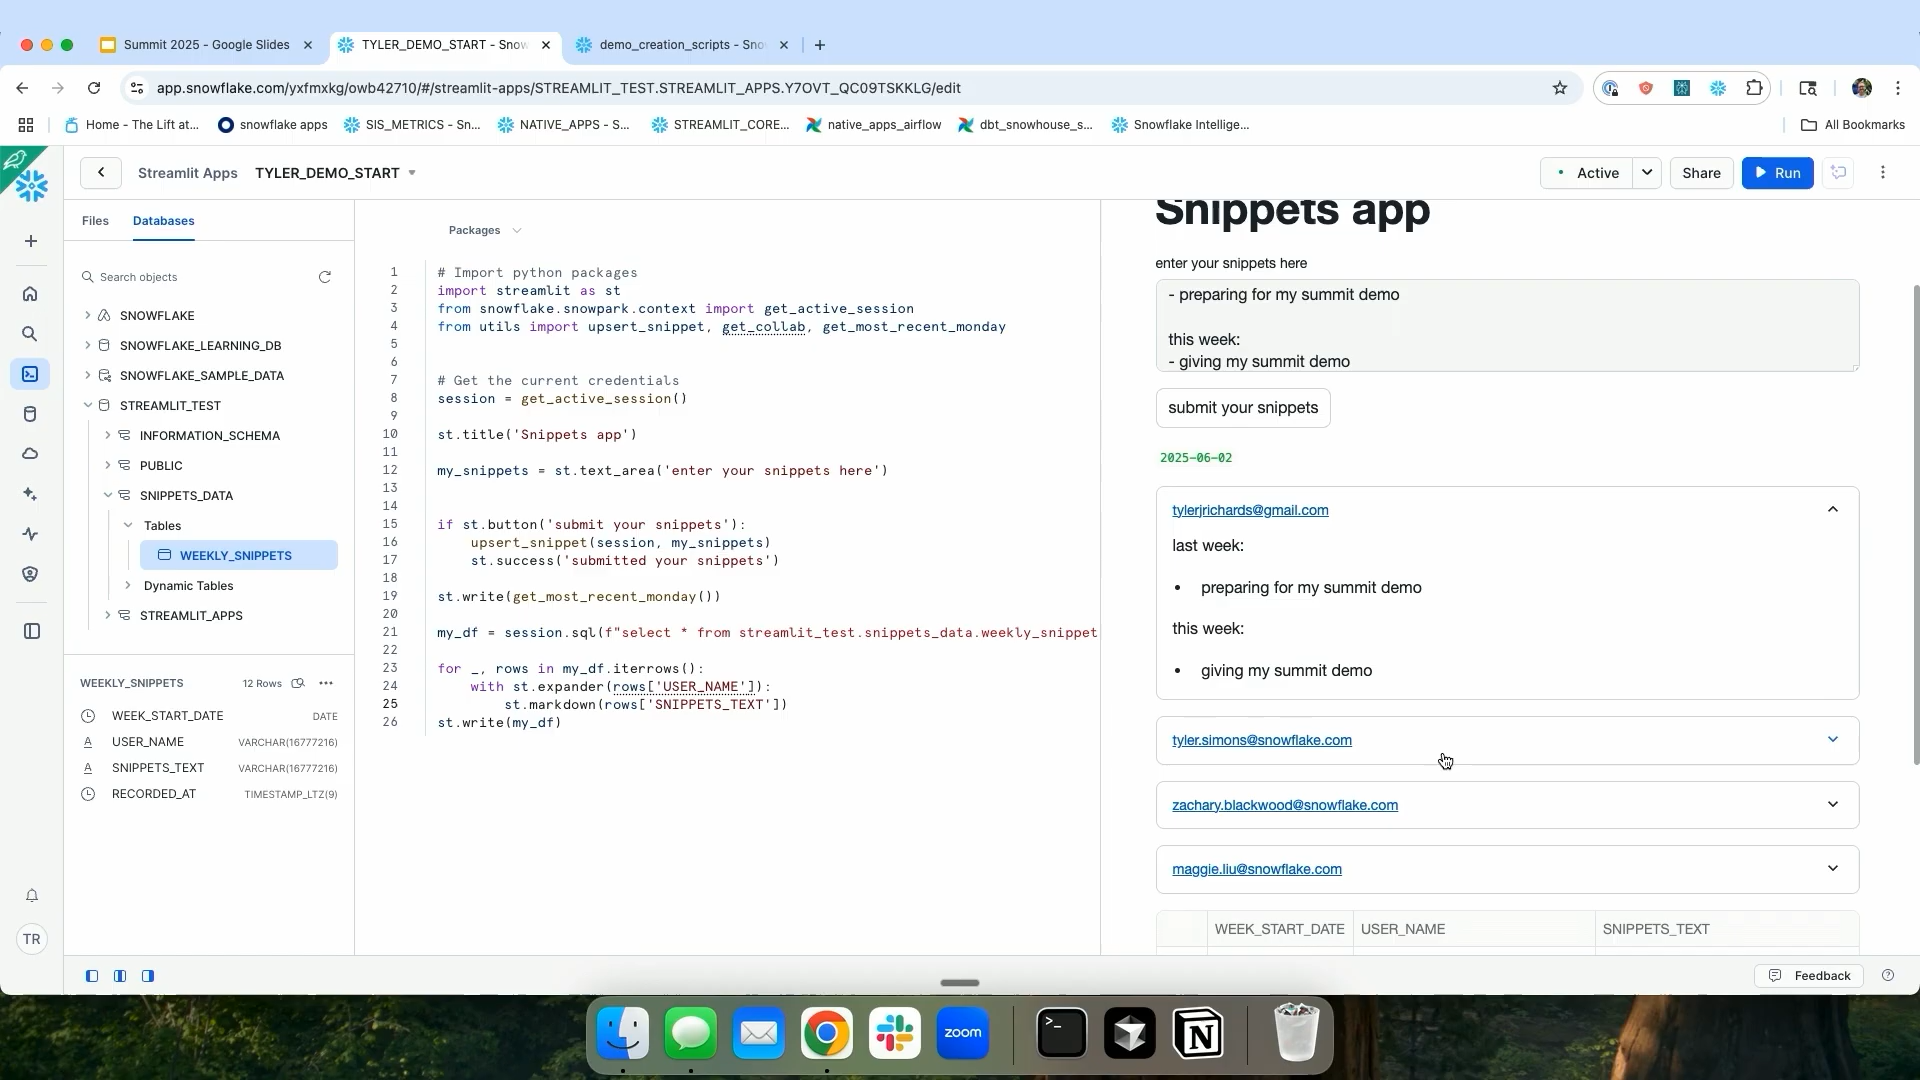 Summit 2025 - Google Slides
TYLER_DEMO_START - Snow
demo_creation_scripts - Sno
app.snowflake.com/yxfmxkg/owb42710/#/streamlit-apps/STREAMLIT_TEST.STREAMLIT_APPS.Y7OVT_QC09TSKKLG/edit
Home - The Lift at...
snowflake apps
SIS_METRICS - Sn...
NATIVE_APPS - S...
STREAMLIT_CORE...
native_apps_airflow
dbt_snowhouse_s...
Snowflake Intellige...
All Bookmarks
Streamlit Apps
TYLER_DEMO_START
Active
Share
Run
Files
Databases
Search objects
SNOWFLAKE
SNOWFLAKE_LEARNING_DB
SNOWFLAKE_SAMPLE_DATA
STREAMLIT_TEST
INFORMATION_SCHEMA
PUBLIC
SNIPPETS_DATA
Tables
WEEKLY_SNIPPETS
Dynamic Tables
STREAMLIT_APPS
WEEKLY_SNIPPETS 12 Rows
WEEK_START_DATE DATE
USER_NAME VARCHAR(16777216)
SNIPPETS_TEXT VARCHAR(16777216)
RECORDED_AT TIMESTAMP_LTZ(9)
TR
Packages
1 # Import python packages
2 import streamlit as st
3 from snowflake.snowpark.context import get_active_session
4 from utils import upsert_snippet, get_collab, get_most_recent_monday
5
6
7 # Get the current credentials
8 session = get_active_session()
9
10 st.title('Snippets app')
11
12 my_snippets = st.text_area('enter your snippets here')
13
14
15 if st.button('submit your snippets'):
16 upsert_snippet(session, my_snippets)
17 st.success('submitted your snippets')
18
19 st.write(get_most_recent_monday())
20
21 my_df = session.sql(f"select * from streamlit_test.snippets_data.weekly_snippet
22
23 for _, rows in my_df.iterrows():
24 with st.expander(rows['USER_NAME']):
25 st.markdown(rows['SNIPPETS_TEXT'])
26 st.write(my_df)
Snippets app
enter your snippets here
- preparing for my summit demo
this week:
- giving my summit demo
submit your snippets
2025-06-02
tylerjrichards@gmail.com
last week:
• preparing for my summit demo
this week:
• giving my summit demo
tyler.simons@snowflake.com
zachary.blackwood@snowflake.com
maggie.liu@snowflake.com
WEEK_START_DATE USER_NAME SNIPPETS_TEXT
Feedback
zoom